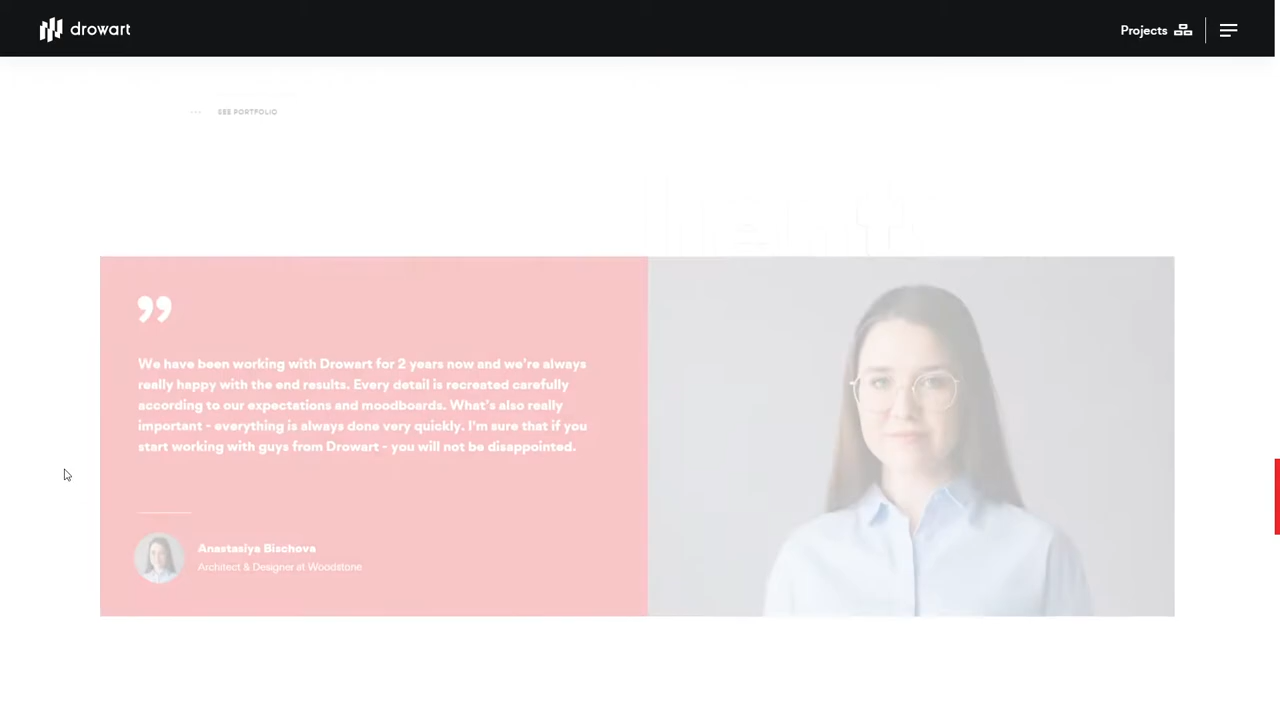 drowart
Projects
SEE PORTFOLIO
”
We have been working with Drowart for 2 years now and we’re always
really happy with the end results. Every detail is recreated carefully
according to our expectations and moodboards. What’s also really
important - everything is always done very quickly. I’m sure that if you
start working with guys from Drowart - you will not be disappointed.
Anastasiya Bischova
Architect & Designer at Woodstone